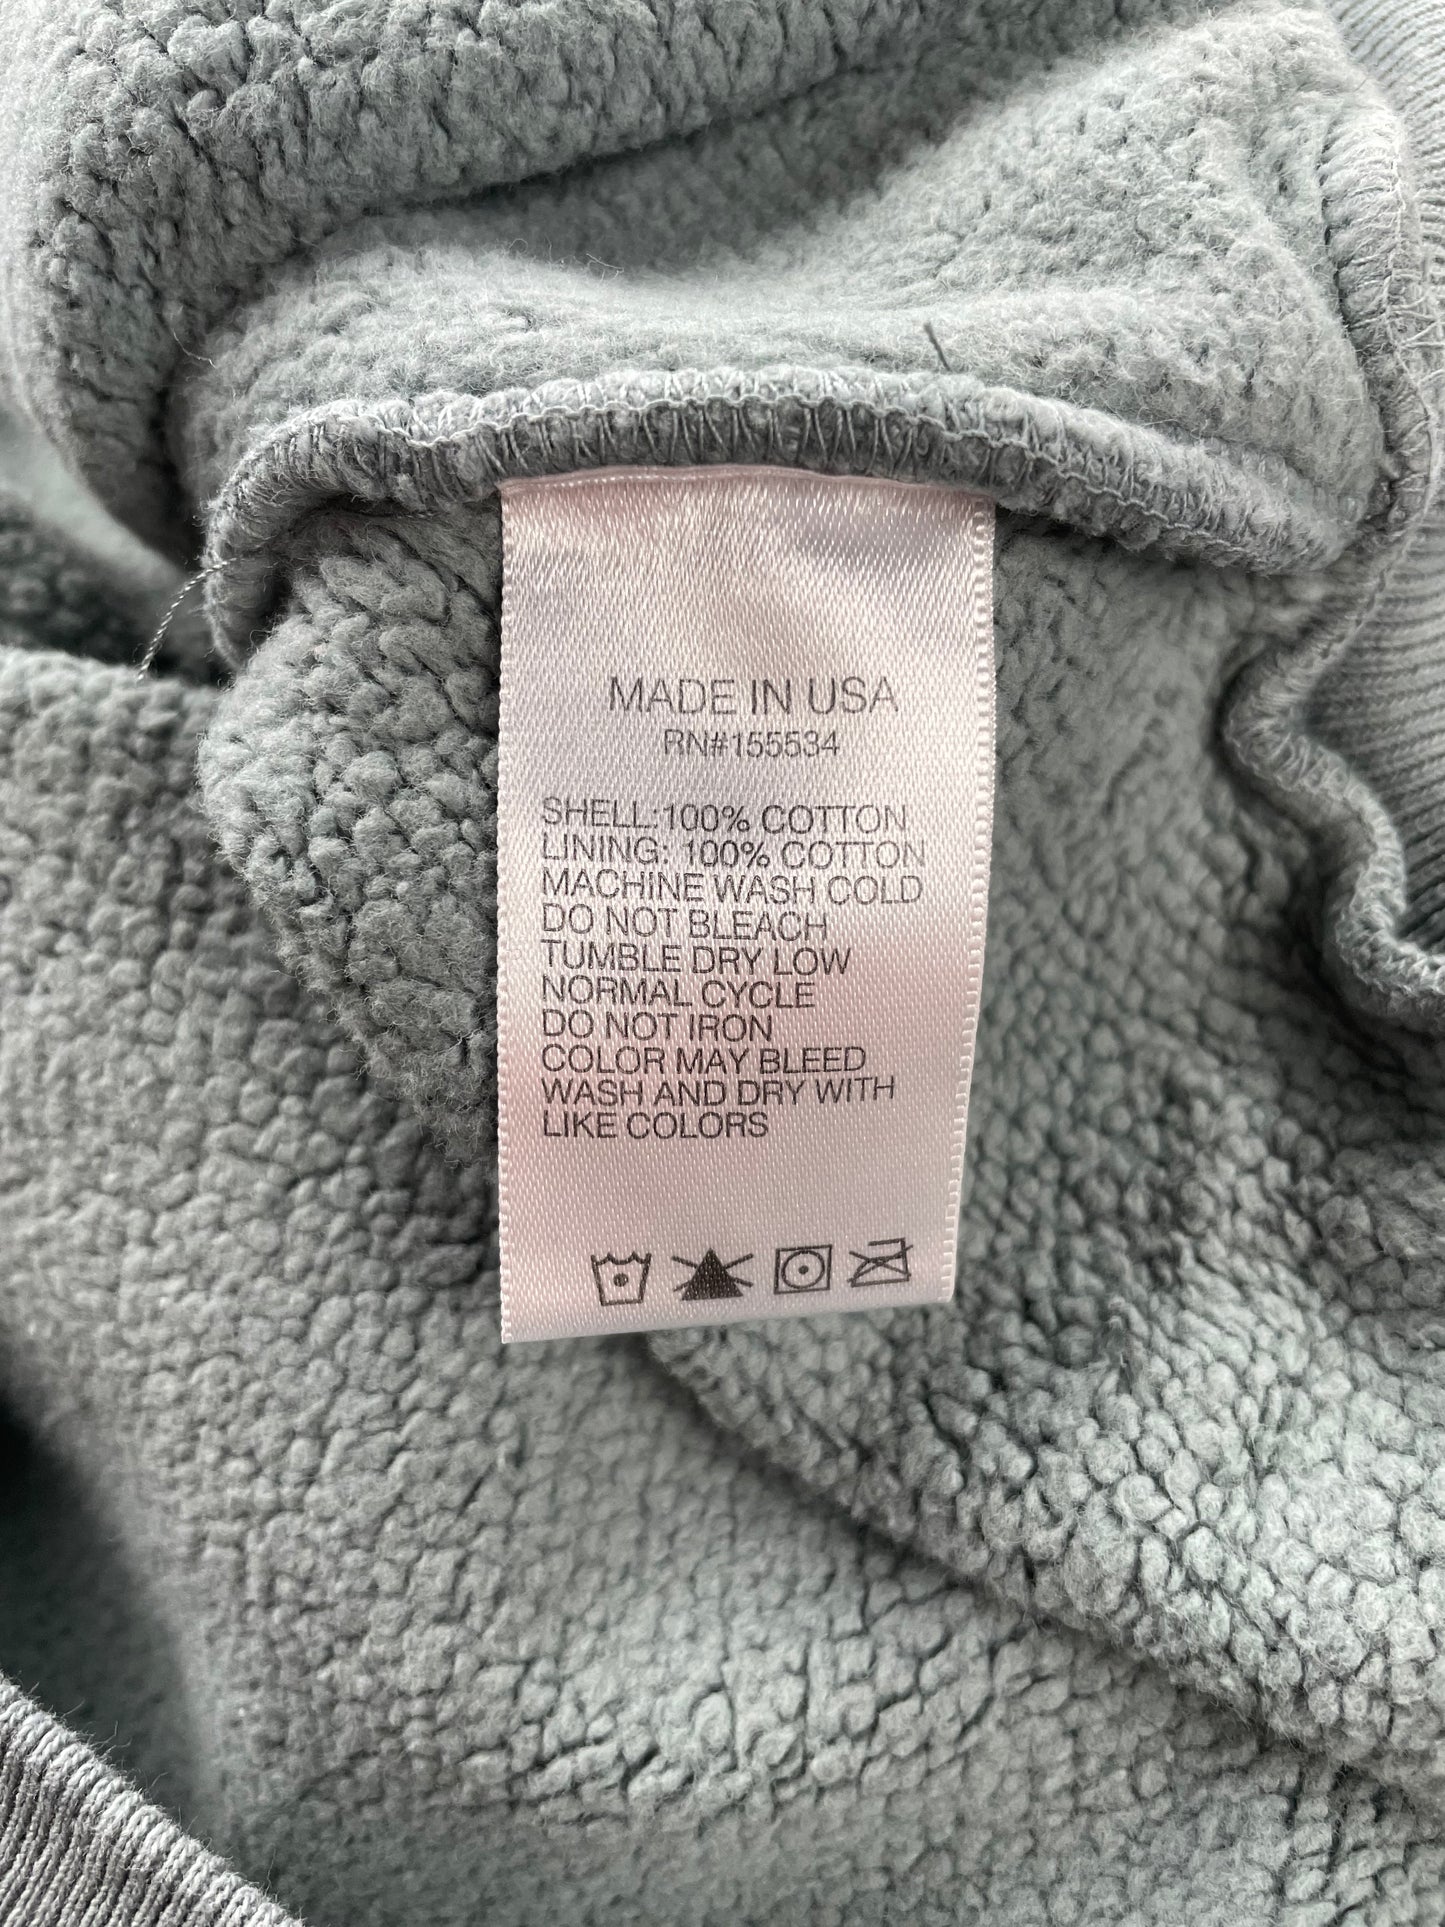 MADE IN USA
RN#155534
SHELL:100% COTTON
LINING: 100% COTTON
MACHINE WASH COLD
DO NOT BLEACH
TUMBLE DRY LOW
NORMAL CYCLE
DO NOT IRON
COLOR MAY BLEED
WASH AND DRY WITH
LIKE COLORS